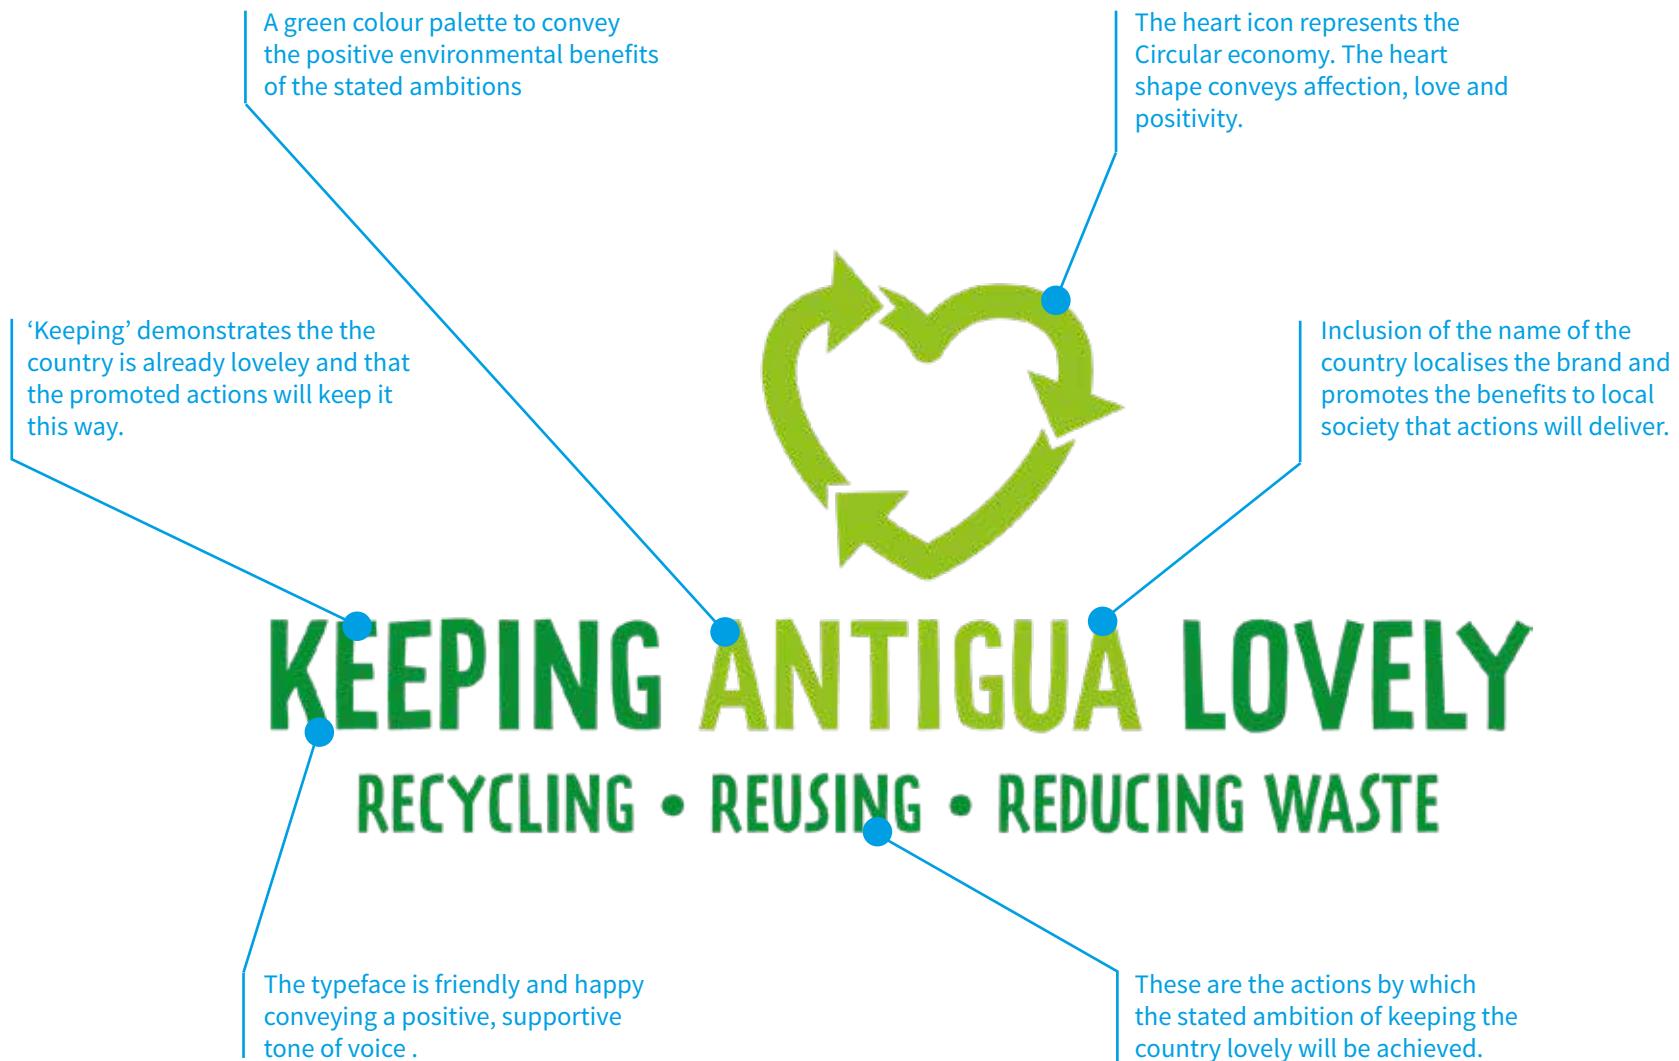 A green colour palette to convey
the positive environmental benefits
of the stated ambitions
The heart icon represents the
Circular economy. The heart
shape conveys affection, love and
positivity.
‘Keeping’ demonstrates the the
country is already loveley and that
the promoted actions will keep it
this way.
Inclusion of the name of the
country localises the brand and
promotes the benefits to local
society that actions will deliver.
KEEPING ANTIGUA LOVELY
RECYCLING • REUSING • REDUCING WASTE
The typeface is friendly and happy
conveying a positive, supportive
tone of voice .
These are the actions by which
the stated ambition of keeping the
country lovely will be achieved.